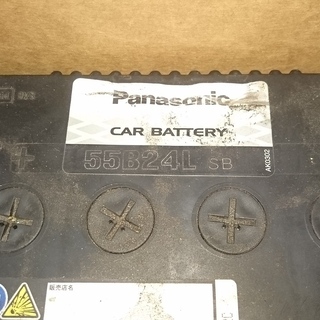 Panasonic
CAR BATTERY
+ 55B24L SB
AK0302
販売店名